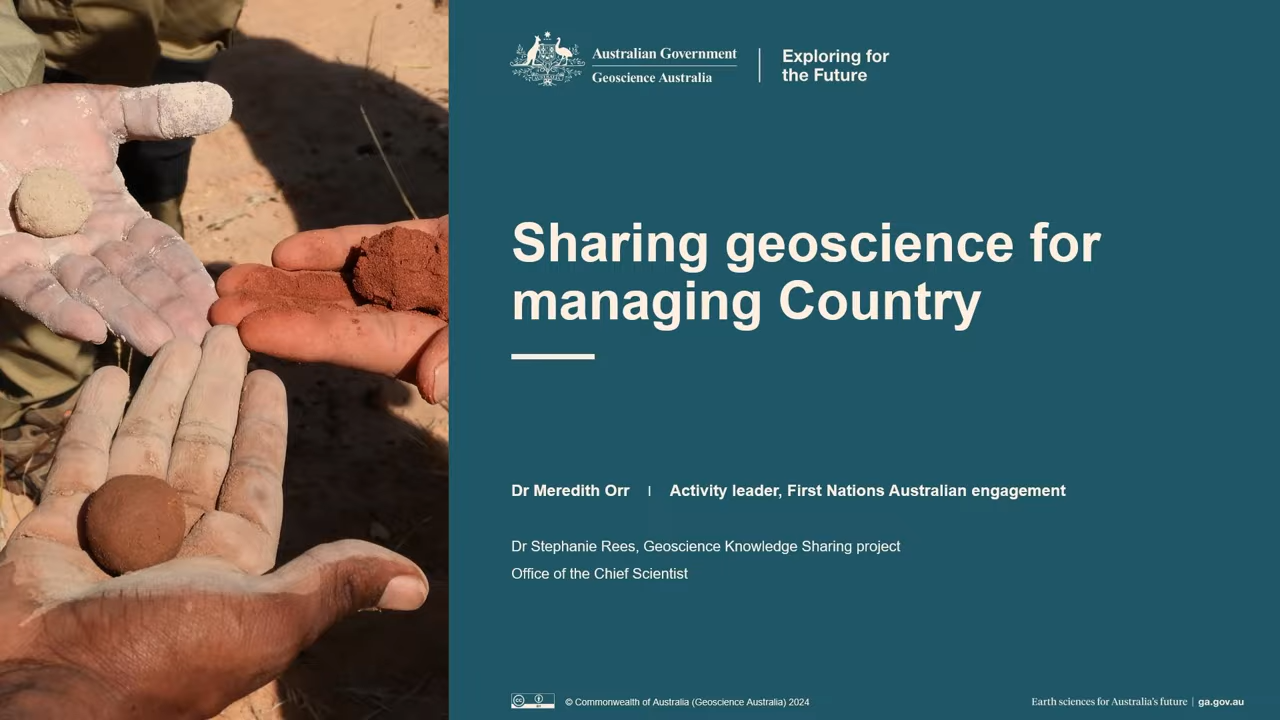 Australian Government
Geoscience Australia
Exploring for
the Future
Sharing geoscience for
managing Country
Dr Meredith Orr | Activity leader, First Nations Australian engagement
Dr Stephanie Rees, Geoscience Knowledge Sharing project
Office of the Chief Scientist
© Commonwealth of Australia (Geoscience Australia) 2024
Earth sciences for Australia's future | ga.gov.au